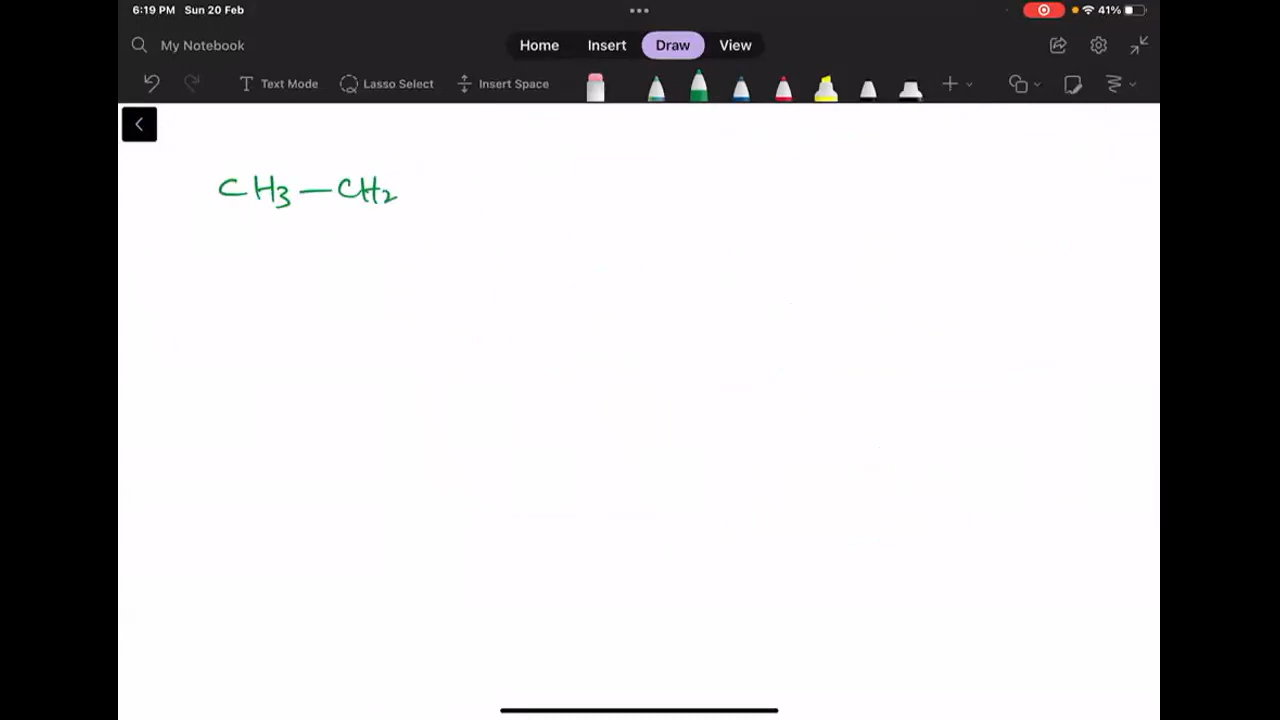 6:19 PM Sun 20 Feb 41%
My Notebook Home Insert Draw View
Text Mode Lasso Select Insert Space
CH3 — CH2